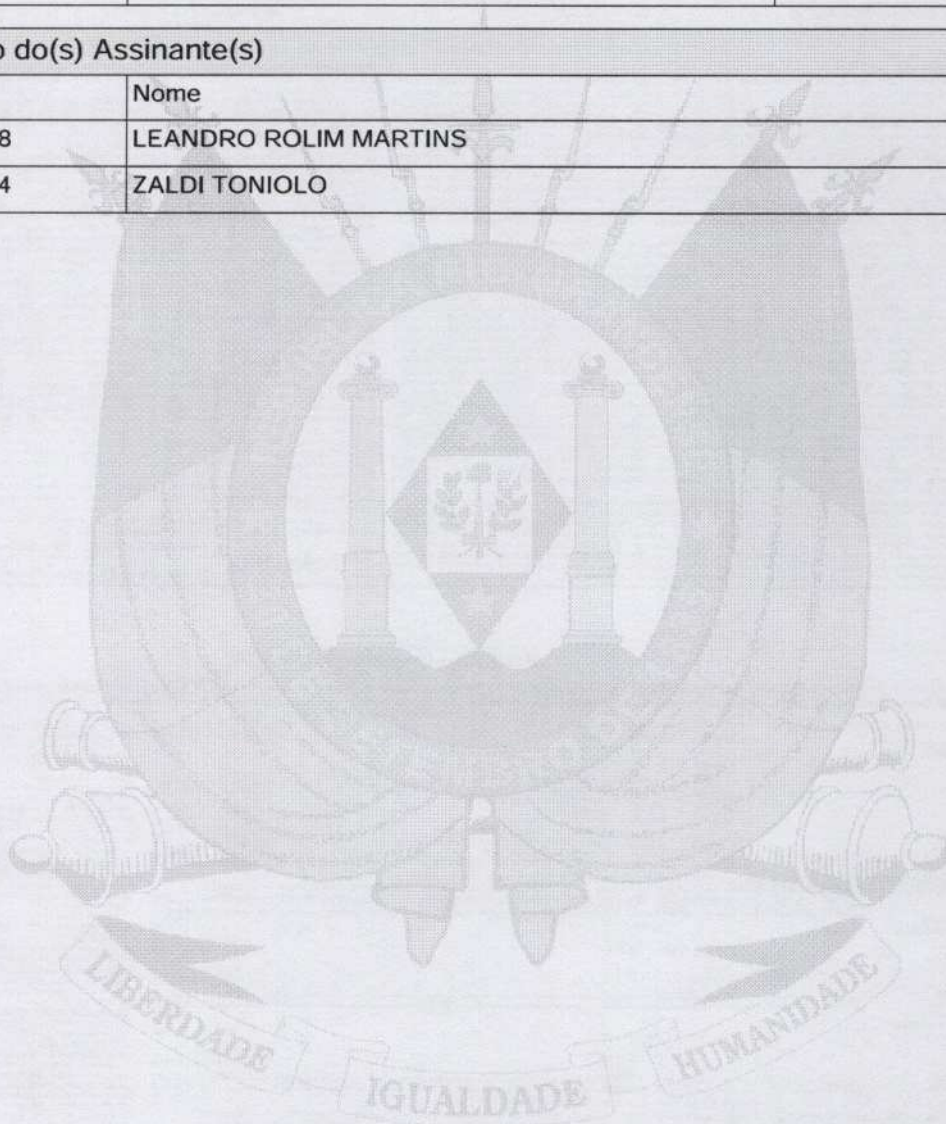 o do(s) Assinante(s)
Nome
8 LEANDRO ROLIM MARTINS
4 ZALDI TONIOLO
LIBERDADE IGUALDADE HUMANIDADE